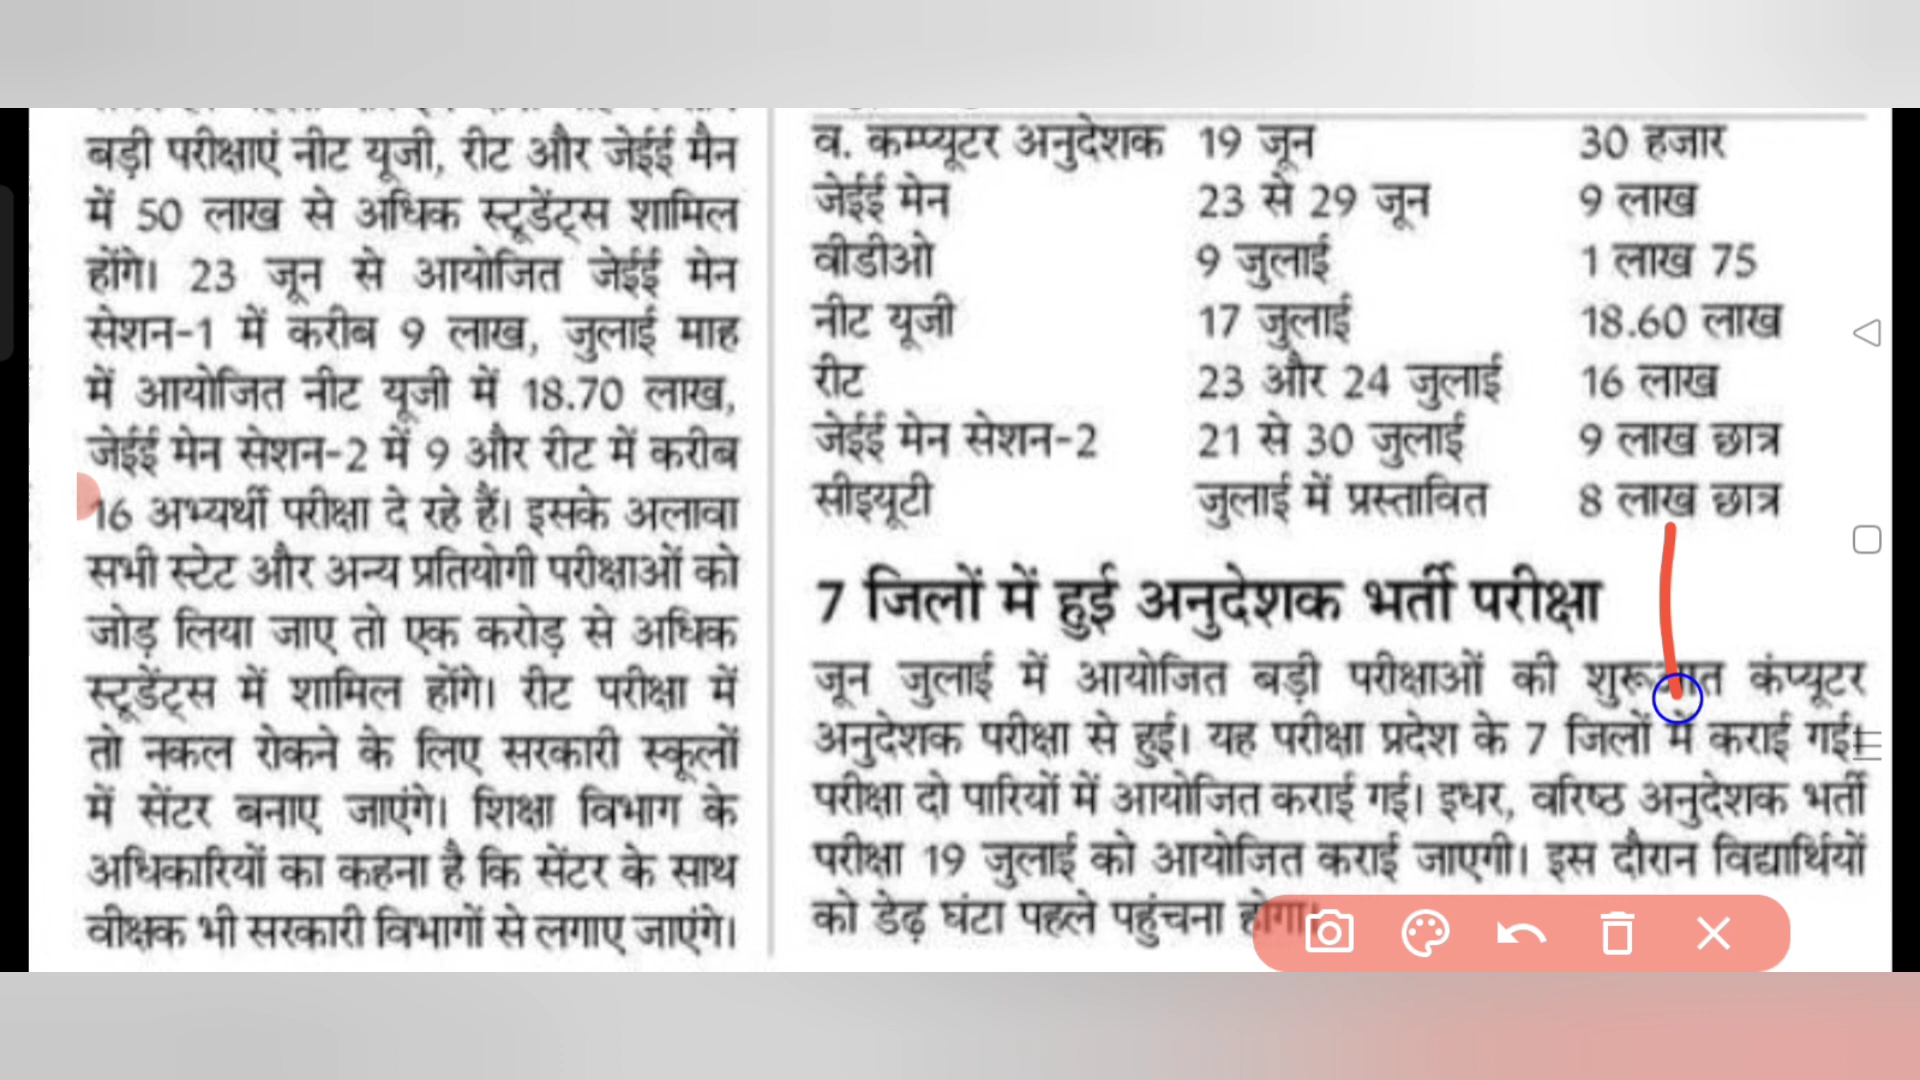 बड़ी परीक्षाएं नीट यूजी, रीट और जेईई मैन
में 50 लाख से अधिक स्टूडेंट्स शामिल
होंगे। 23 जून से आयोजित जेईई मेन
सेशन-1 में करीब 9 लाख, जुलाई माह
में आयोजित नीट यूजी में 18.70 लाख,
जेईई मेन सेशन-2 में 9 और रीट में करीब
16 अभ्यर्थी परीक्षा दे रहे हैं। इसके अलावा
सभी स्टेट और अन्य प्रतियोगी परीक्षाओं को
जोड़ लिया जाए तो एक करोड़ से अधिक
स्टूडेंट्स में शामिल होंगे। रीट परीक्षा में
तो नकल रोकने के लिए सरकारी स्कूलों
में सेंटर बनाए जाएंगे। शिक्षा विभाग के
अधिकारियों का कहना है कि सेंटर के साथ
वीक्षक भी सरकारी विभागों से लगाए जाएंगे।
व. कम्प्यूटर अनुदेशक 19 जून 30 हजार
जेईई मेन 23 से 29 जून 9 लाख
वीडीओ 9 जुलाई 1 लाख 75
नीट यूजी 17 जुलाई 18.60 लाख
रीट 23 और 24 जुलाई 16 लाख
जेईई मेन सेशन-2 21 से 30 जुलाई 9 लाख छात्र
सीइयूटी जुलाई में प्रस्तावित 8 लाख छात्र
7 जिलों में हुई अनुदेशक भर्ती परीक्षा
जून जुलाई में आयोजित बड़ी परीक्षाओं की शुरूआत कंप्यूटर
अनुदेशक परीक्षा से हुई। यह परीक्षा प्रदेश के 7 जिलों में कराई गई।
परीक्षा दो पारियों में आयोजित कराई गई। इधर, वरिष्ठ अनुदेशक भर्ती
परीक्षा 19 जुलाई को आयोजित कराई जाएगी। इस दौरान विद्यार्थियों
को डेढ़ घंटा पहले पहुंचना होगा।